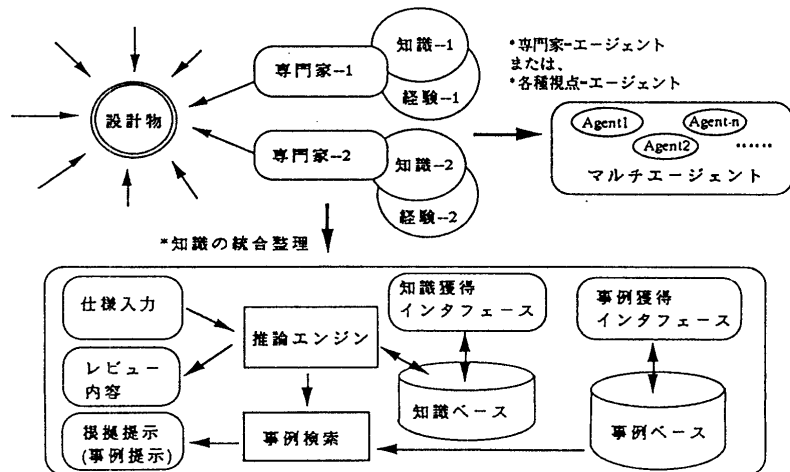 知識--1
専門家--1
経験--1
設計物
専門家--2
知識--2
経験--2
*専門家-エージェント
または、
*各種視点-エージェント
Agent1
Agent-n
Agent2
......
マルチエージェント
*知識の統合整理
仕様入力
レビュー
内容
根拠提示
(事例提示)
推論エンジン
事例検索
知識獲得
インタフェース
知識ベース
事例獲得
インタフェース
事例ベース